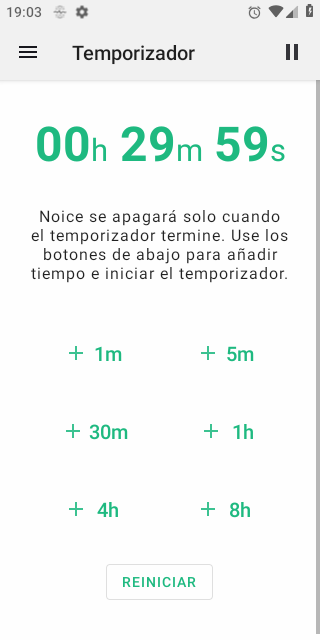 19:03
Temporizador
00h 29m 59s
Noice se apagará solo cuando
el temporizador termine. Use los
botones de abajo para añadir
tiempo e iniciar el temporizador.
+ 1m + 5m
+ 30m + 1h
+ 4h + 8h
REINICIAR